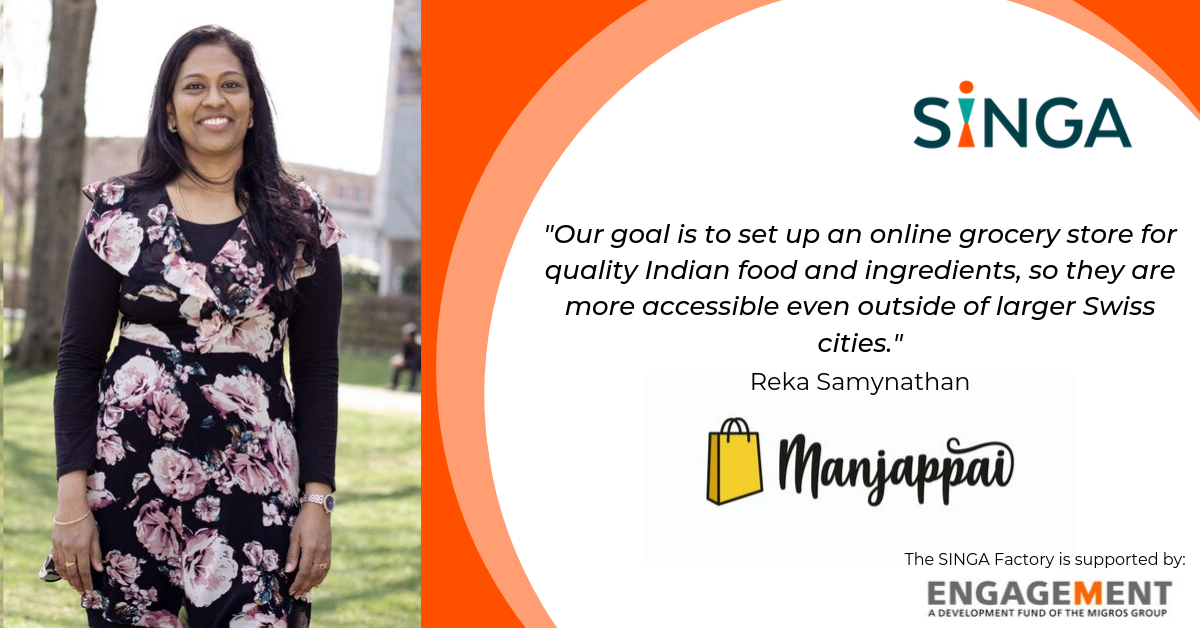 SINGA
"Our goal is to set up an online grocery store for
quality Indian food and ingredients, so they are
more accessible even outside of larger Swiss
cities."
Reka Samynathan
Manjappai
The SINGA Factory is supported by:
ENGAGEMENT
A DEVELOPMENT FUND OF THE MIGROS GROUP